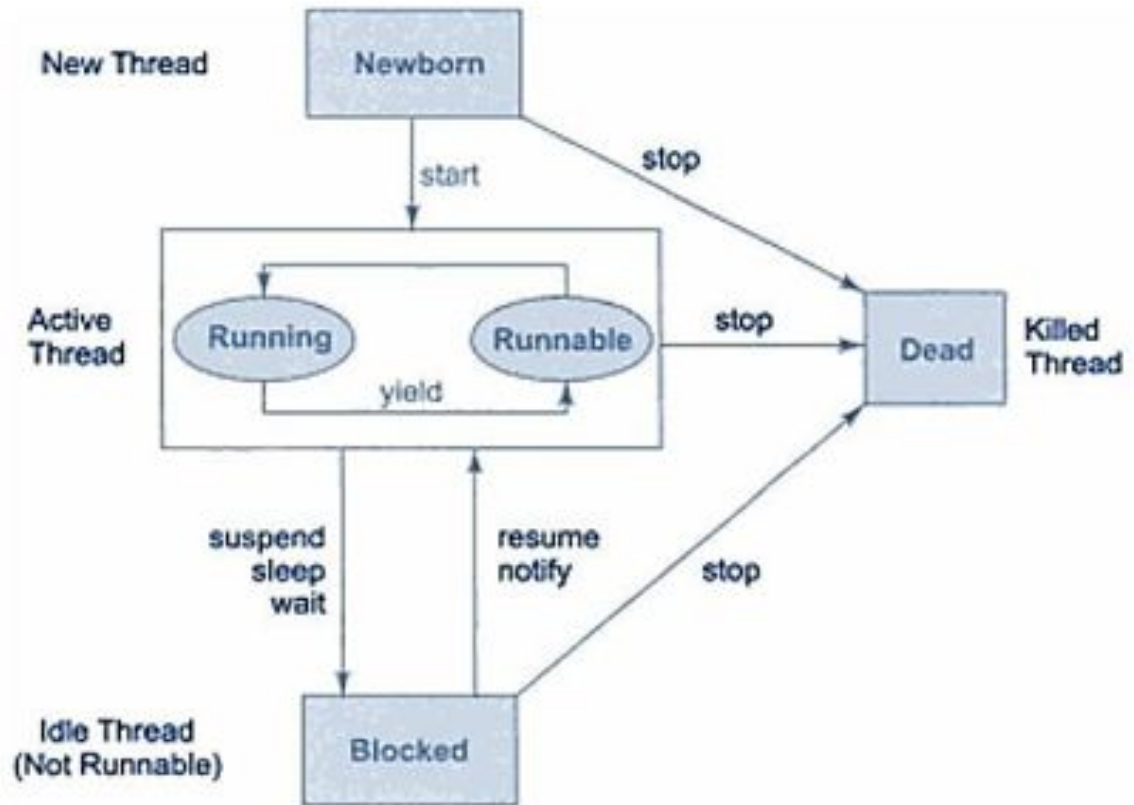 New Thread
Newborn
start
stop
Active
Thread
Running
Runnable
yield
stop
Dead
Killed
Thread
suspend
sleep
wait
resume
notify
stop
Idle Thread
(Not Runnable)
Blocked